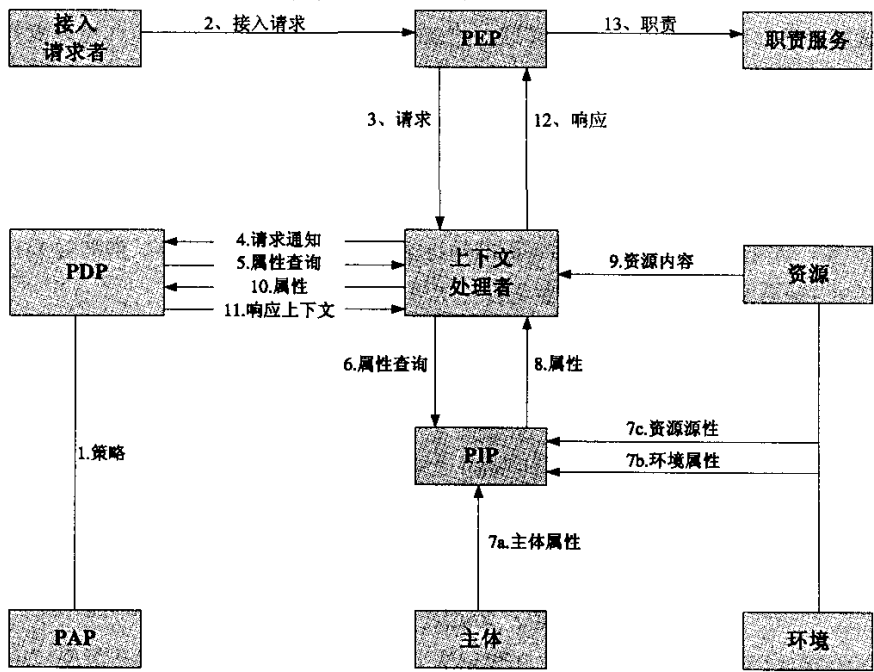 接入
请求者
2、接入请求
PEP
13、职责
职责服务
3、请求
12、响应
PDP
4.请求通知
5.属性查询
10.属性
11.响应上下文
上下文
处理者
9.资源内容
资源
6.属性查询
8.属性
1.策略
PIP
7c.资源源性
7b.环境属性
7a.主体属性
PAP
主体
环境